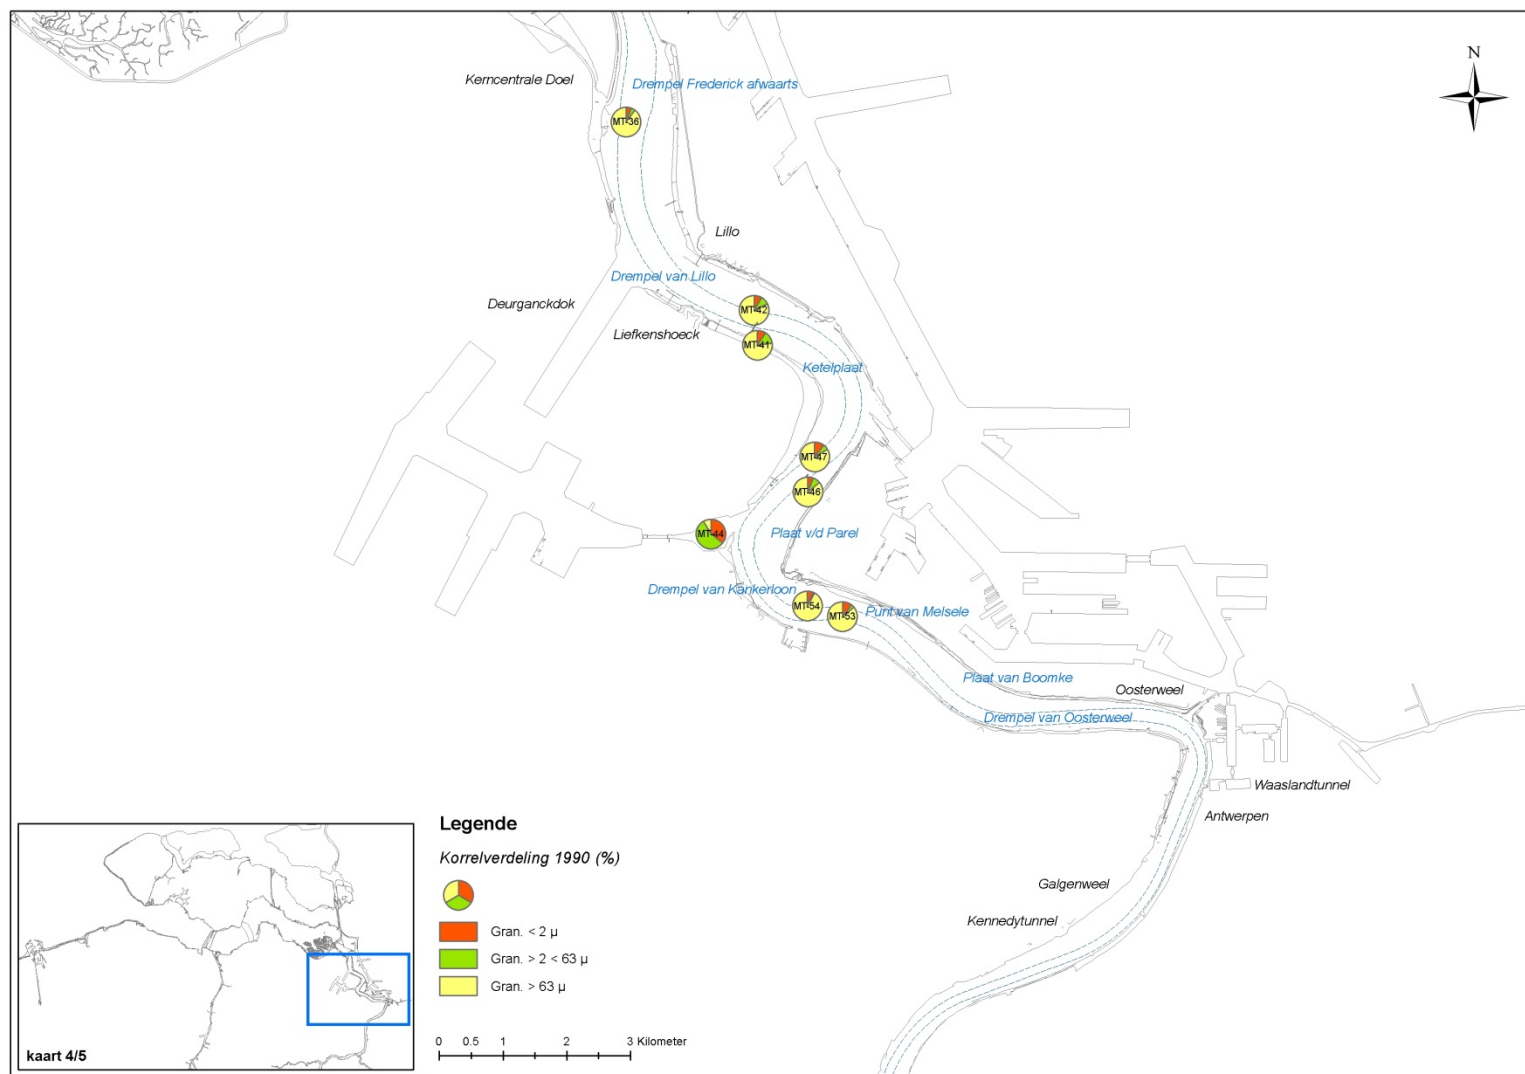 N
Kerncentrale Doel
Drempel Frederick afwaarts
MT-36
Lillo
Drempel van Lillo
Deurganckdok
MT-42
Liefkenshoeck
MT-41
Ketelplaat
MT-47
MT-46
MT-44
Plaat v/d Parel
Drempel van Kankerloon
MT-54
MT-53
Punt van Melsele
Plaat van Boomke
Oosterweel
Drempel van Oosterweel
Waaslandtunnel
Antwerpen
Galgenweel
Kennedytunnel
Legende
Korrelverdeling 1990 (%)
Gran. < 2 µ
Gran. > 2 < 63 µ
Gran. > 63 µ
0 0.5 1 2 3 Kilometer
kaart 4/5